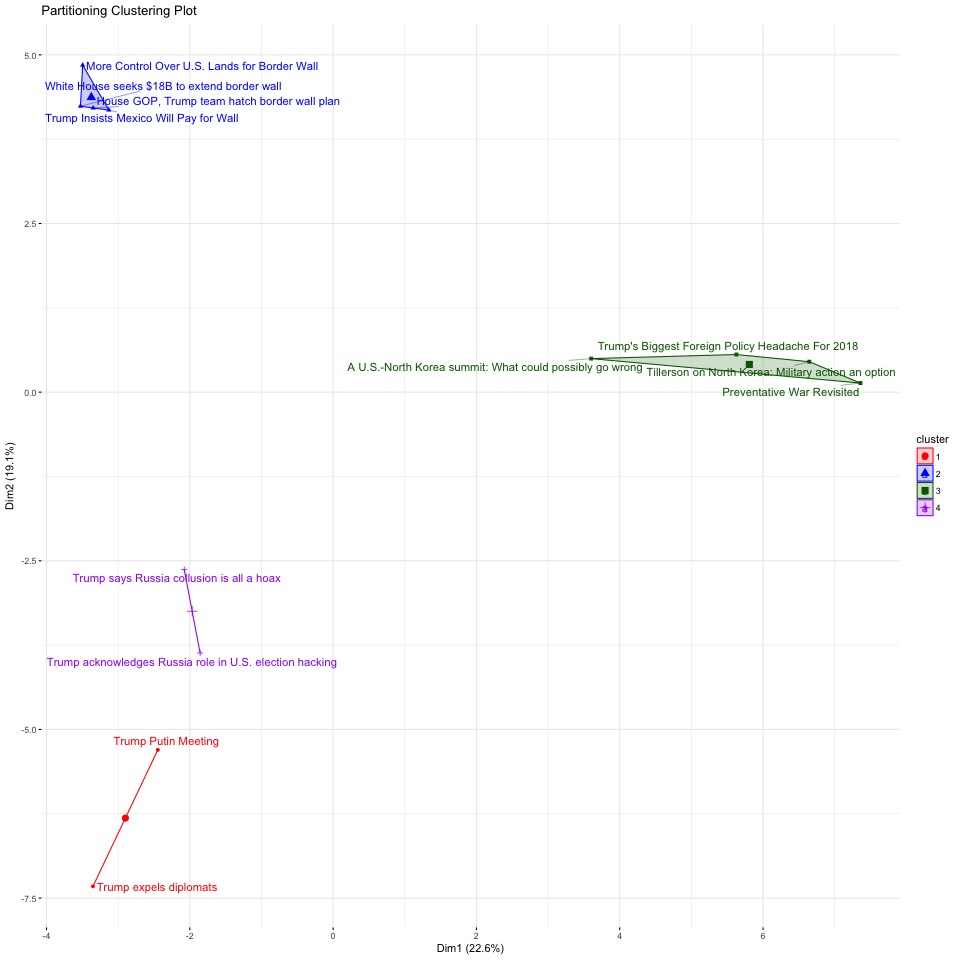 Partitioning Clustering Plot
5.0
More Control Over U.S. Lands for Border Wall
White House seeks $18B to extend border wall
House GOP, Trump team hatch border wall plan
Trump Insists Mexico Will Pay for Wall
2.5
Trump's Biggest Foreign Policy Headache For 2018
A U.S.-North Korea summit: What could possibly go wrong
Tillerson on North Korea: Military action an option
Preventative War Revisited
0.0
cluster
1
2
3
4
Dim2 (19.1%)
-2.5
Trump says Russia collusion is all a hoax
Trump acknowledges Russia role in U.S. election hacking
-5.0
Trump Putin Meeting
Trump expels diplomats
-7.5
-4 -2 0 2 4 6
Dim1 (22.6%)